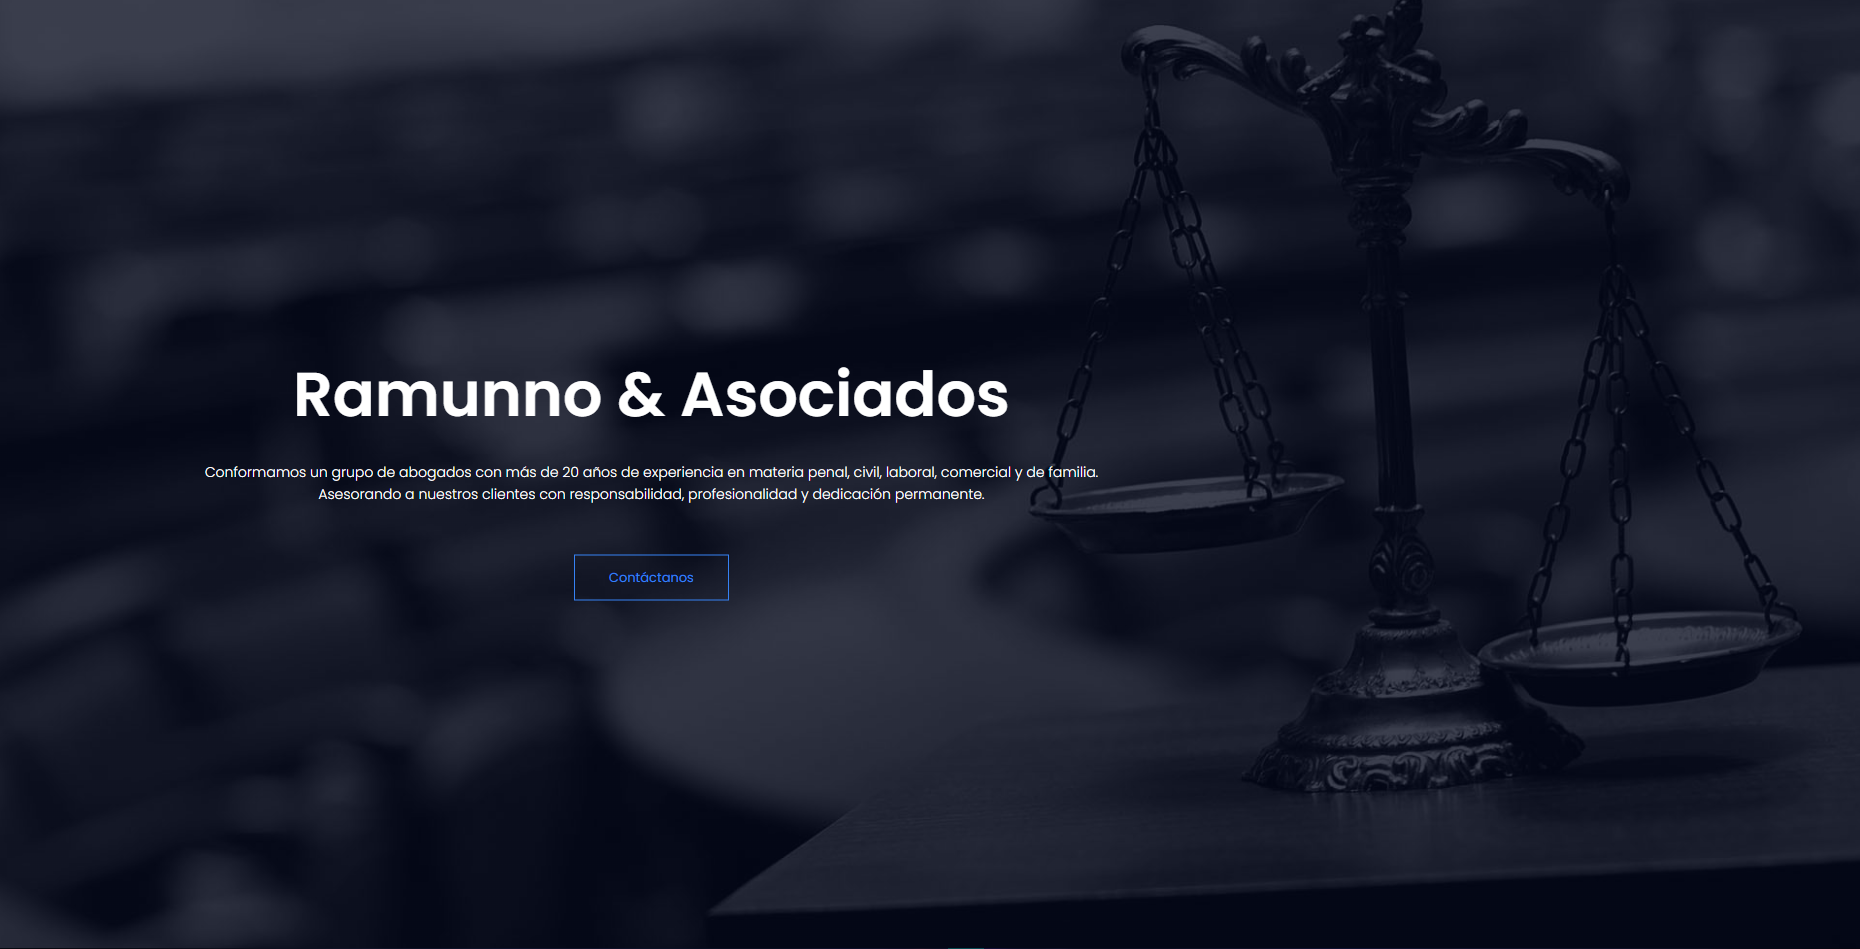 Ramunno & Asociados
Conformamos un grupo de abogados con más de 20 años de experiencia en materia penal, civil, laboral, comercial y de familia.
Asesorando a nuestros clientes con responsabilidad, profesionalidad y dedicación permanente.
Contáctanos